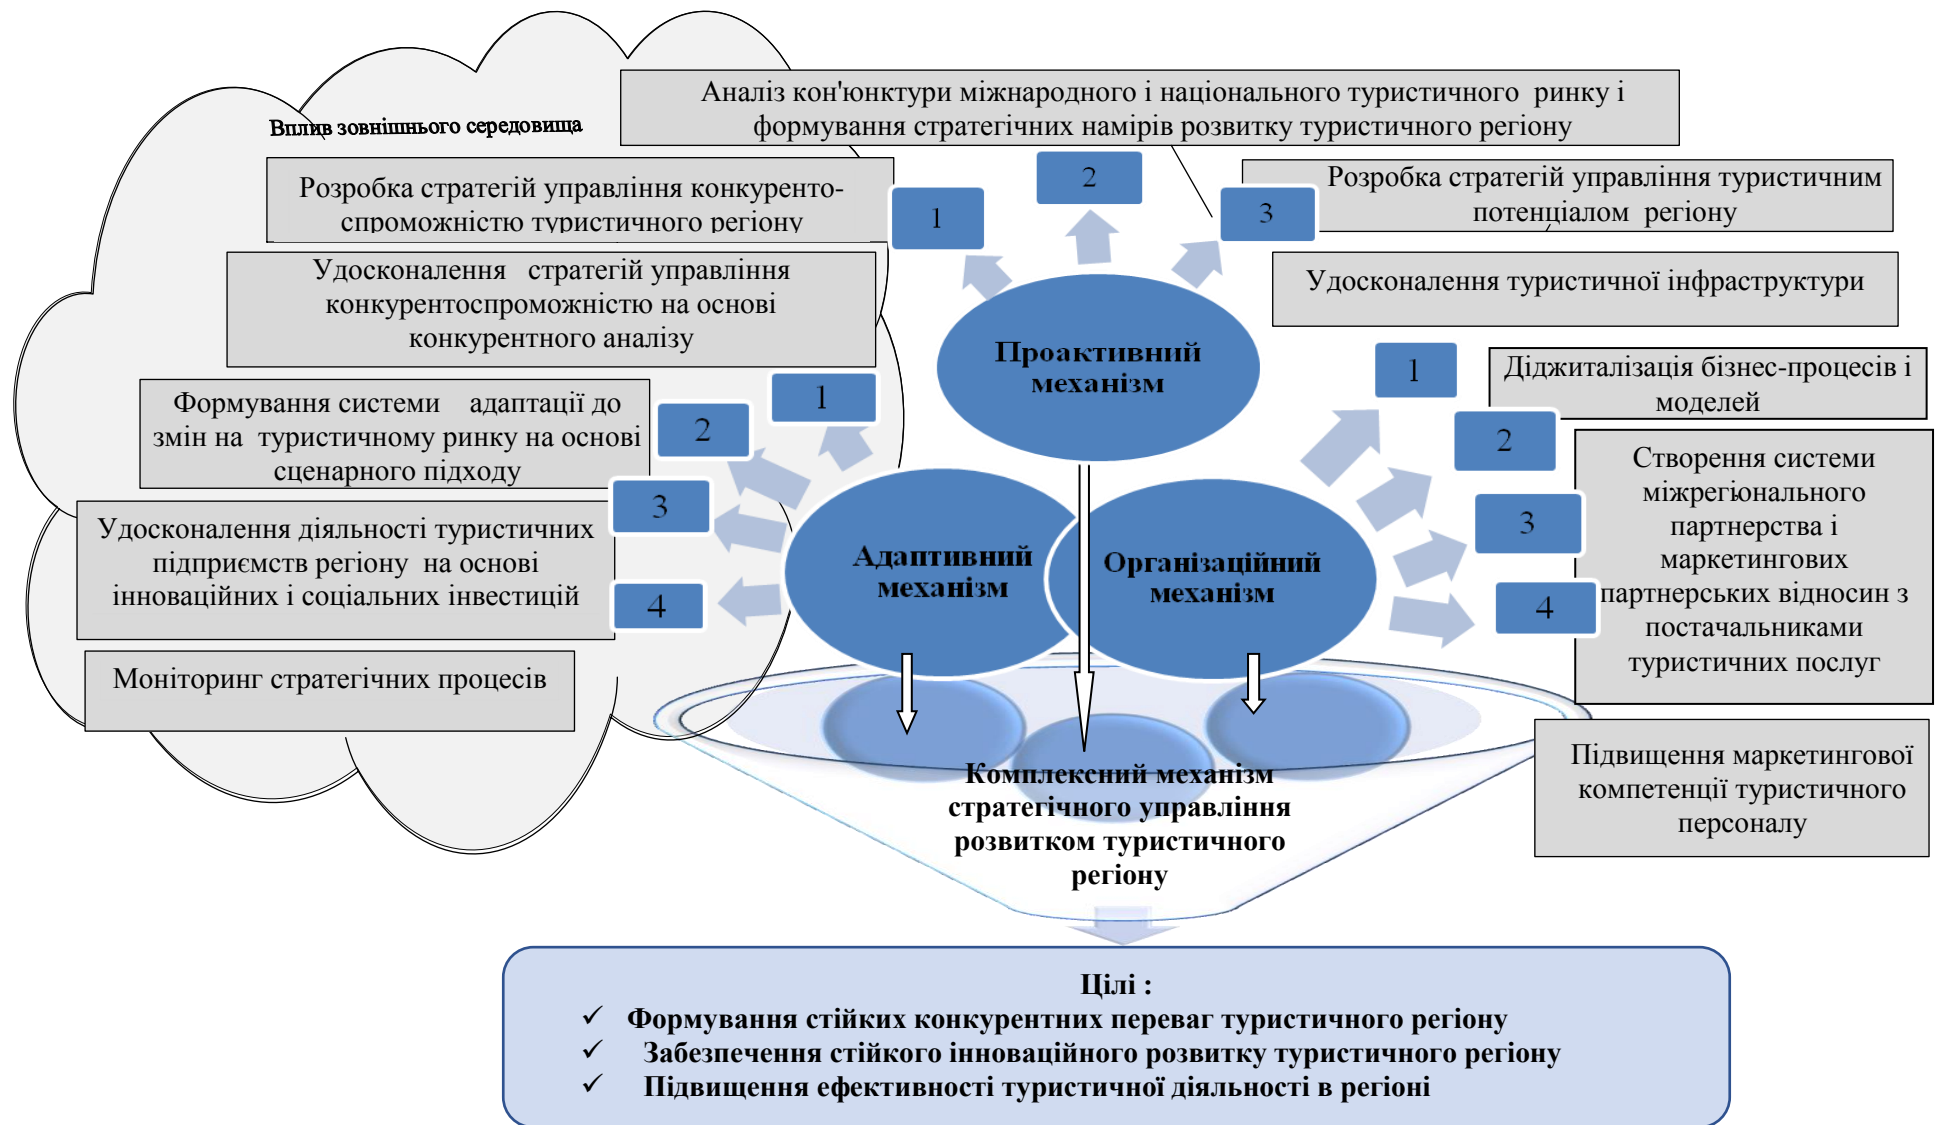 Аналіз кон'юнктури міжнародного і національного туристичного ринку і
формування стратегічних намірів розвитку туристичного регіону
Вплив зовнішнього середовища
Розробка стратегій управління конкуренто-
спроможністю туристичного регіону
1
2
3
Розробка стратегій управління туристичним
потенціалом регіону
Удосконалення стратегій управління
конкурентоспроможністю на основі
конкурентного аналізу
Удосконалення туристичної інфраструктури
Проактивний
механізм
Формування системи адаптації до
змін на туристичному ринку на основі
сценарного підходу
1
2
3
4
Удосконалення діяльності туристичних
підприємств регіону на основі
інноваційних і соціальних інвестицій
Моніторинг стратегічних процесів
Адаптивний
механізм
Організаційний
механізм
1
2
3
4
Діджиталізація бізнес-процесів і
моделей
Створення системи
міжрегіонального
партнерства і
маркетингових
партнерських відносин з
постачальниками
туристичних послуг
Підвищення маркетингової
компетенції туристичного
персоналу
Комплексний механізм
стратегічного управління
розвитком туристичного
регіону
Цілі :
✓ Формування стійких конкурентних переваг туристичного регіону
✓ Забезпечення стійкого інноваційного розвитку туристичного регіону
✓ Підвищення ефективності туристичної діяльності в регіоні